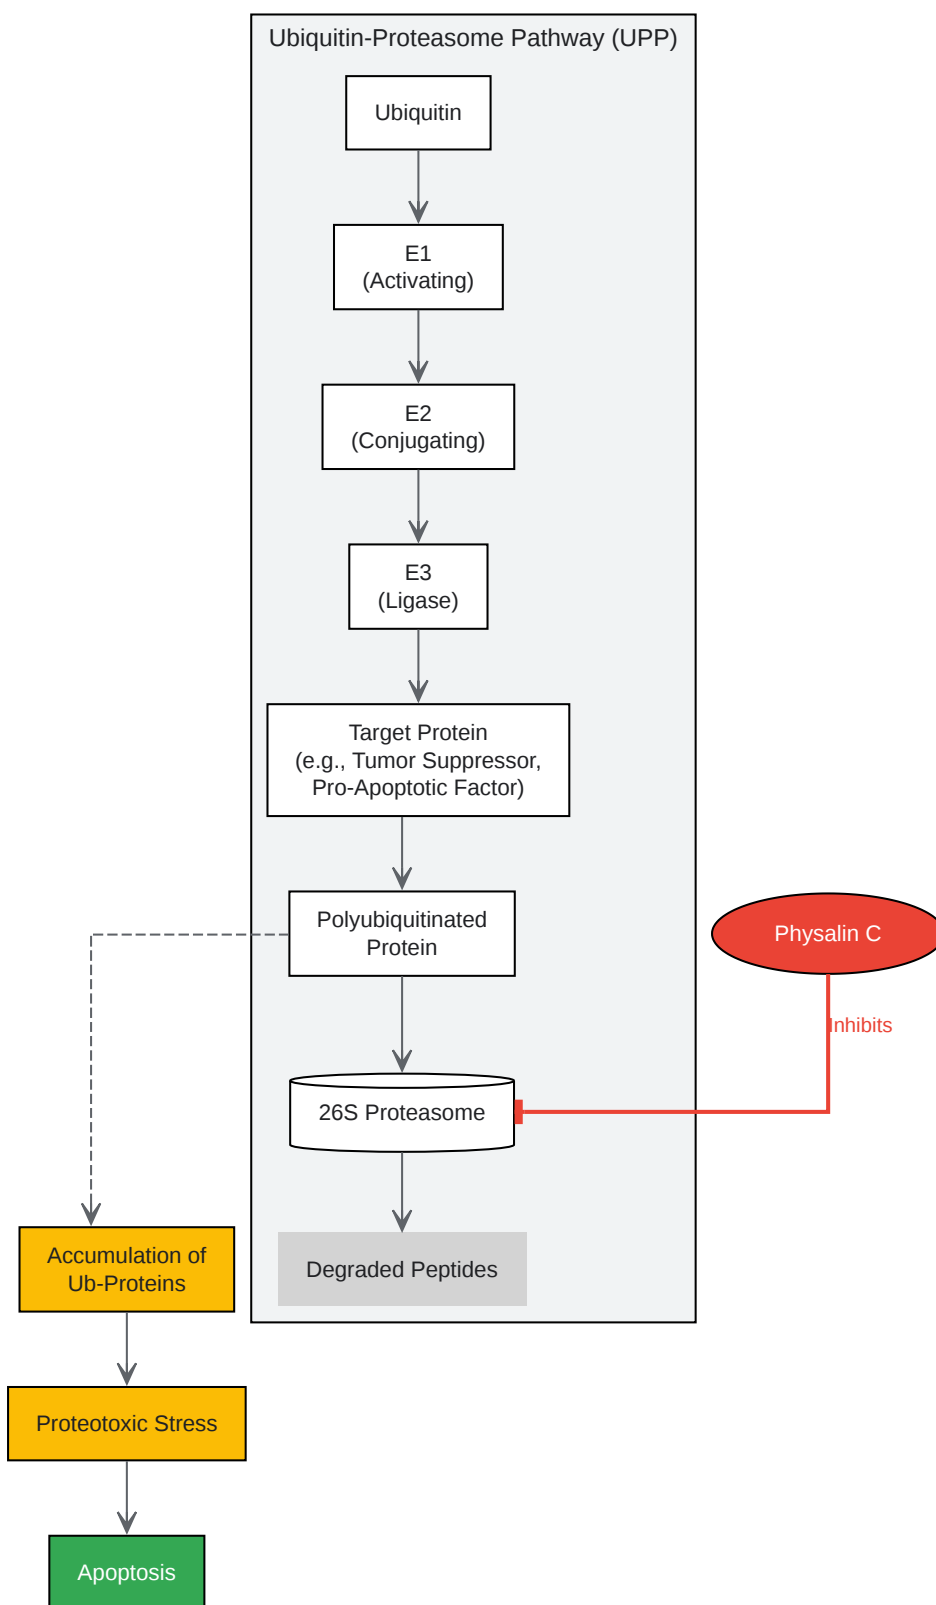 Ubiquitin-Proteasome Pathway (UPP)
Ubiquitin
E1
(Activating)
E2
(Conjugating)
E3
(Ligase)
Target Protein
(e.g., Tumor Suppressor,
Pro-Apoptotic Factor)
Polyubiquitinated
Protein
Physalin C
Inhibits
26S Proteasome
Degraded Peptides
Accumulation of
Ub-Proteins
Proteotoxic Stress
Apoptosis